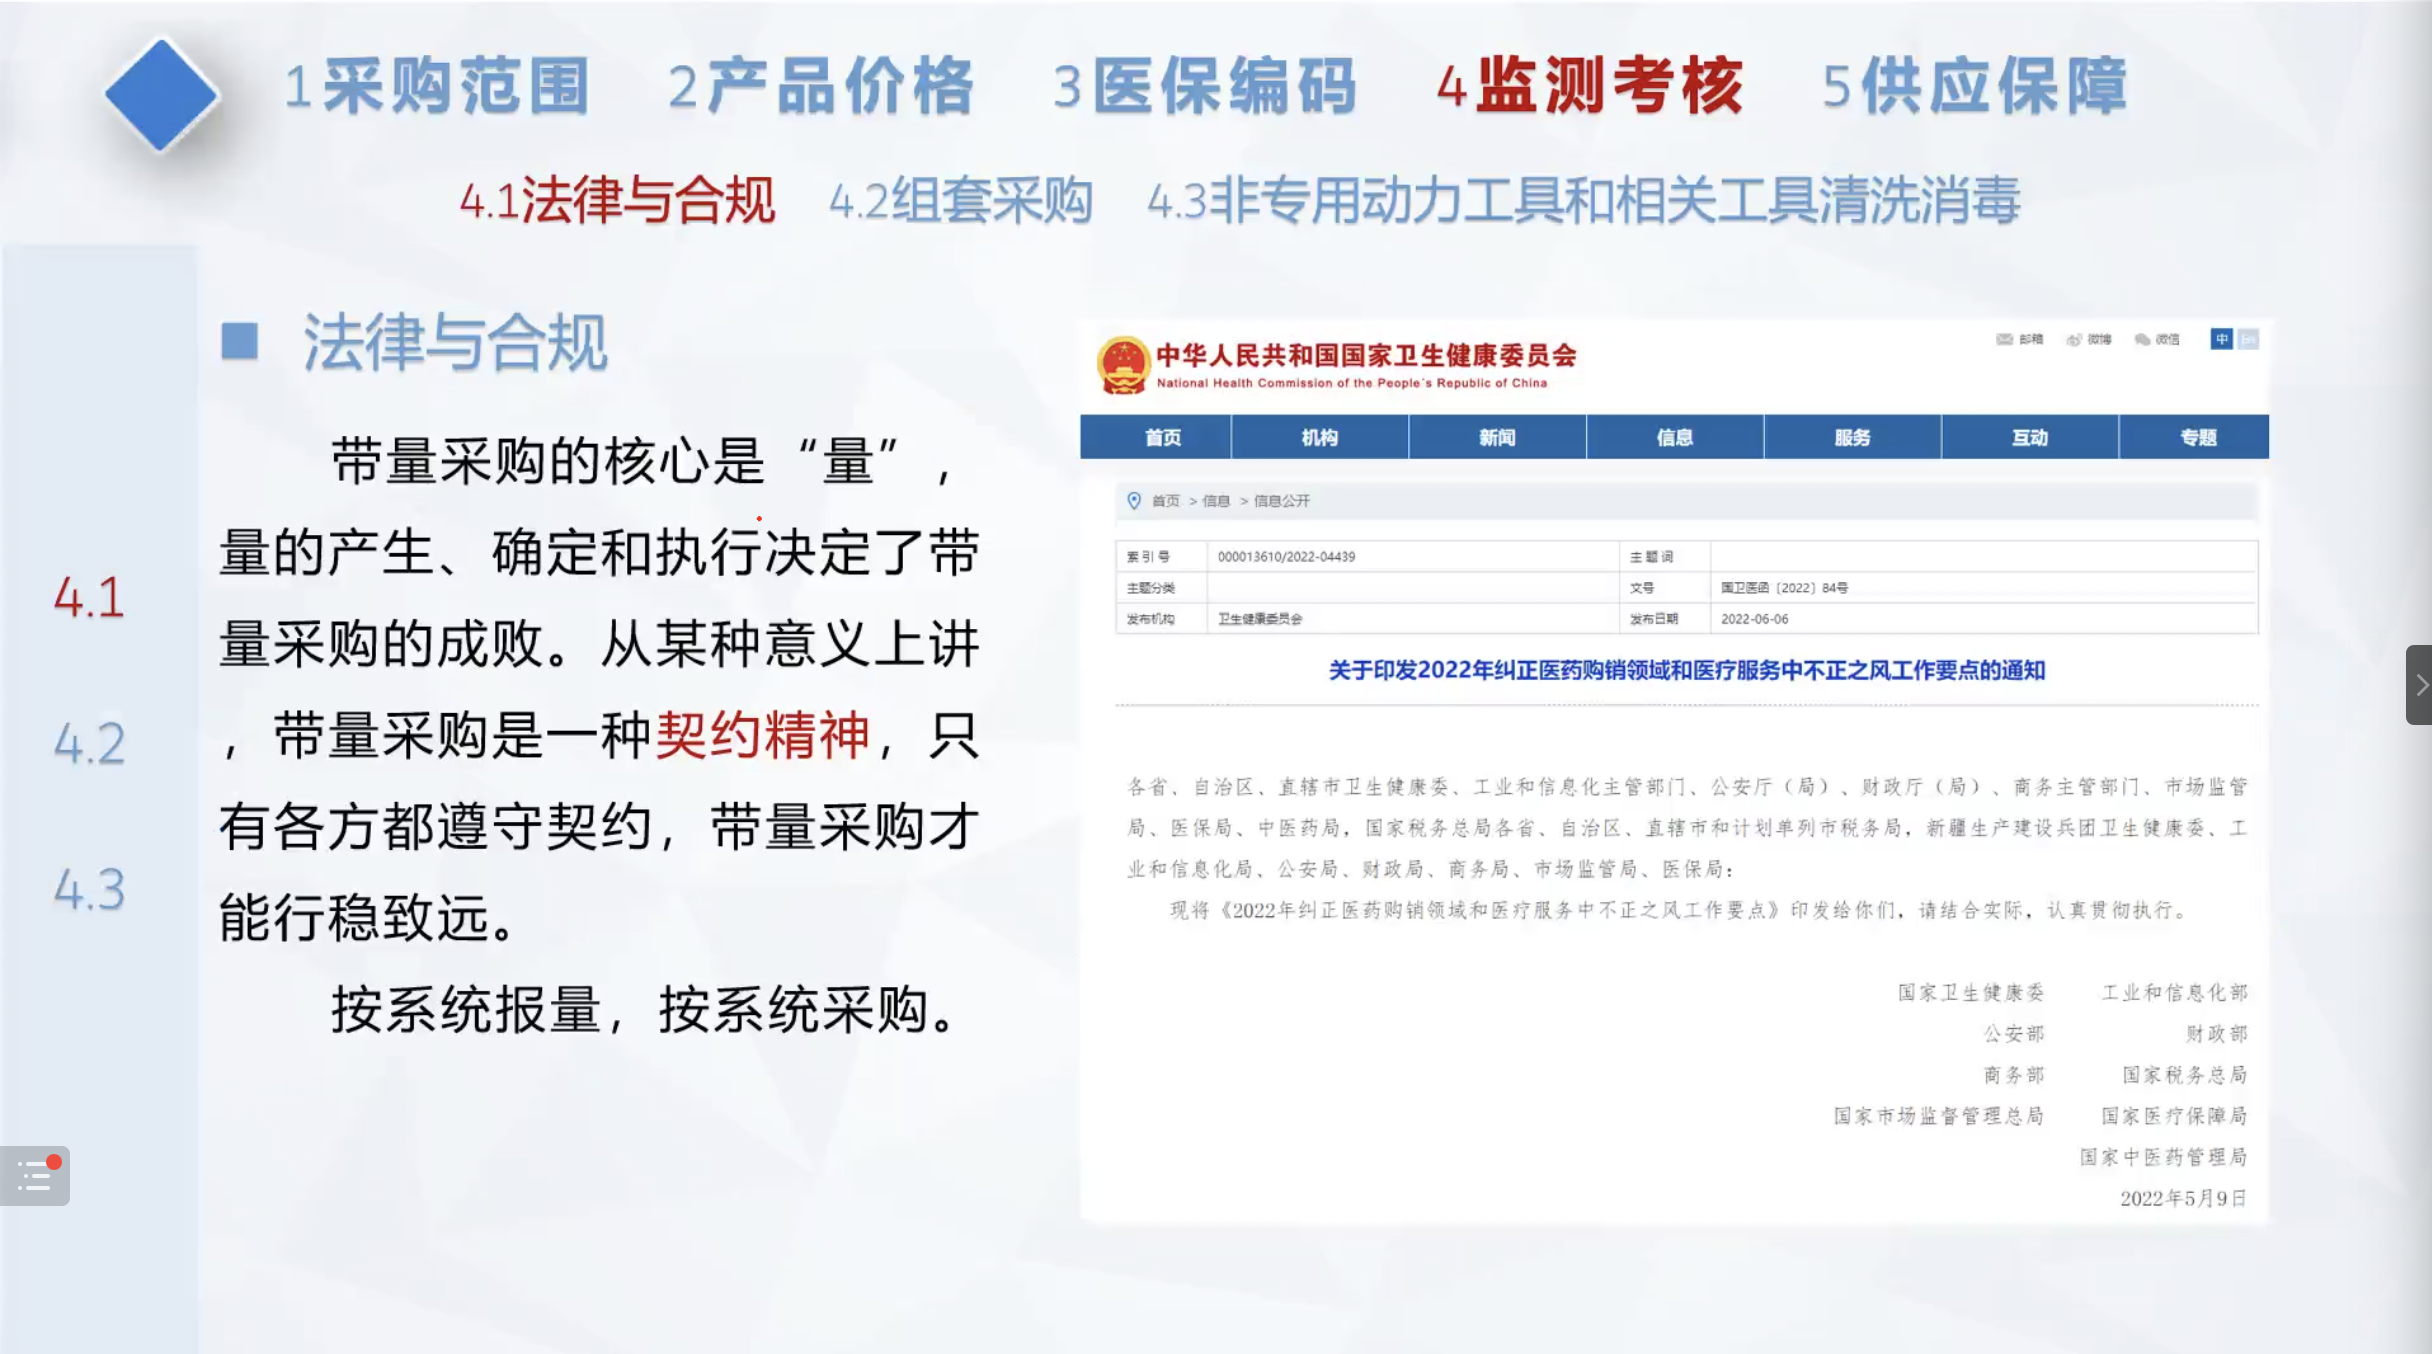 1采购范围 2产品价格 3医保编码 4监测考核 5供应保障
4.1法律与合规 4.2组套采购 4.3非专用动力工具和相关工具清洗消毒
4.1
4.2
4.3
法律与合规
带量采购的核心是“量”，
量的产生、确定和执行决定了带
量采购的成败。从某种意义上讲
，带量采购是一种契约精神，只
有各方都遵守契约，带量采购才
能行稳致远。
按系统报量，按系统采购。
中华人民共和国国家卫生健康委员会
National Health Commission of the People's Republic of China
邮箱 微博 微信 中 En
首页 机构 新闻 信息 服务 互动 专题
首页 > 信息 > 信息公开
索引号 000013610/2022-04439 主题词
主题分类 文号 国卫医函〔2022〕84号
发布机构 卫生健康委员会 发布日期 2022-06-06
关于印发2022年纠正医药购销领域和医疗服务中不正之风工作要点的通知
各省、自治区、直辖市卫生健康委、工业和信息化主管部门、公安厅（局）、财政厅（局）、商务主管部门、市场监管
局、医保局、中医药局，国家税务总局各省、自治区、直辖市和计划单列市税务局，新疆生产建设兵团卫生健康委、工
业和信息化局、公安局、财政局、商务局、市场监管局、医保局：
现将《2022年纠正医药购销领域和医疗服务中不正之风工作要点》印发给你们，请结合实际，认真贯彻执行。
国家卫生健康委 工业和信息化部
公安部 财政部
商务部 国家税务总局
国家市场监督管理总局 国家医疗保障局
国家中医药管理局
2022年5月9日